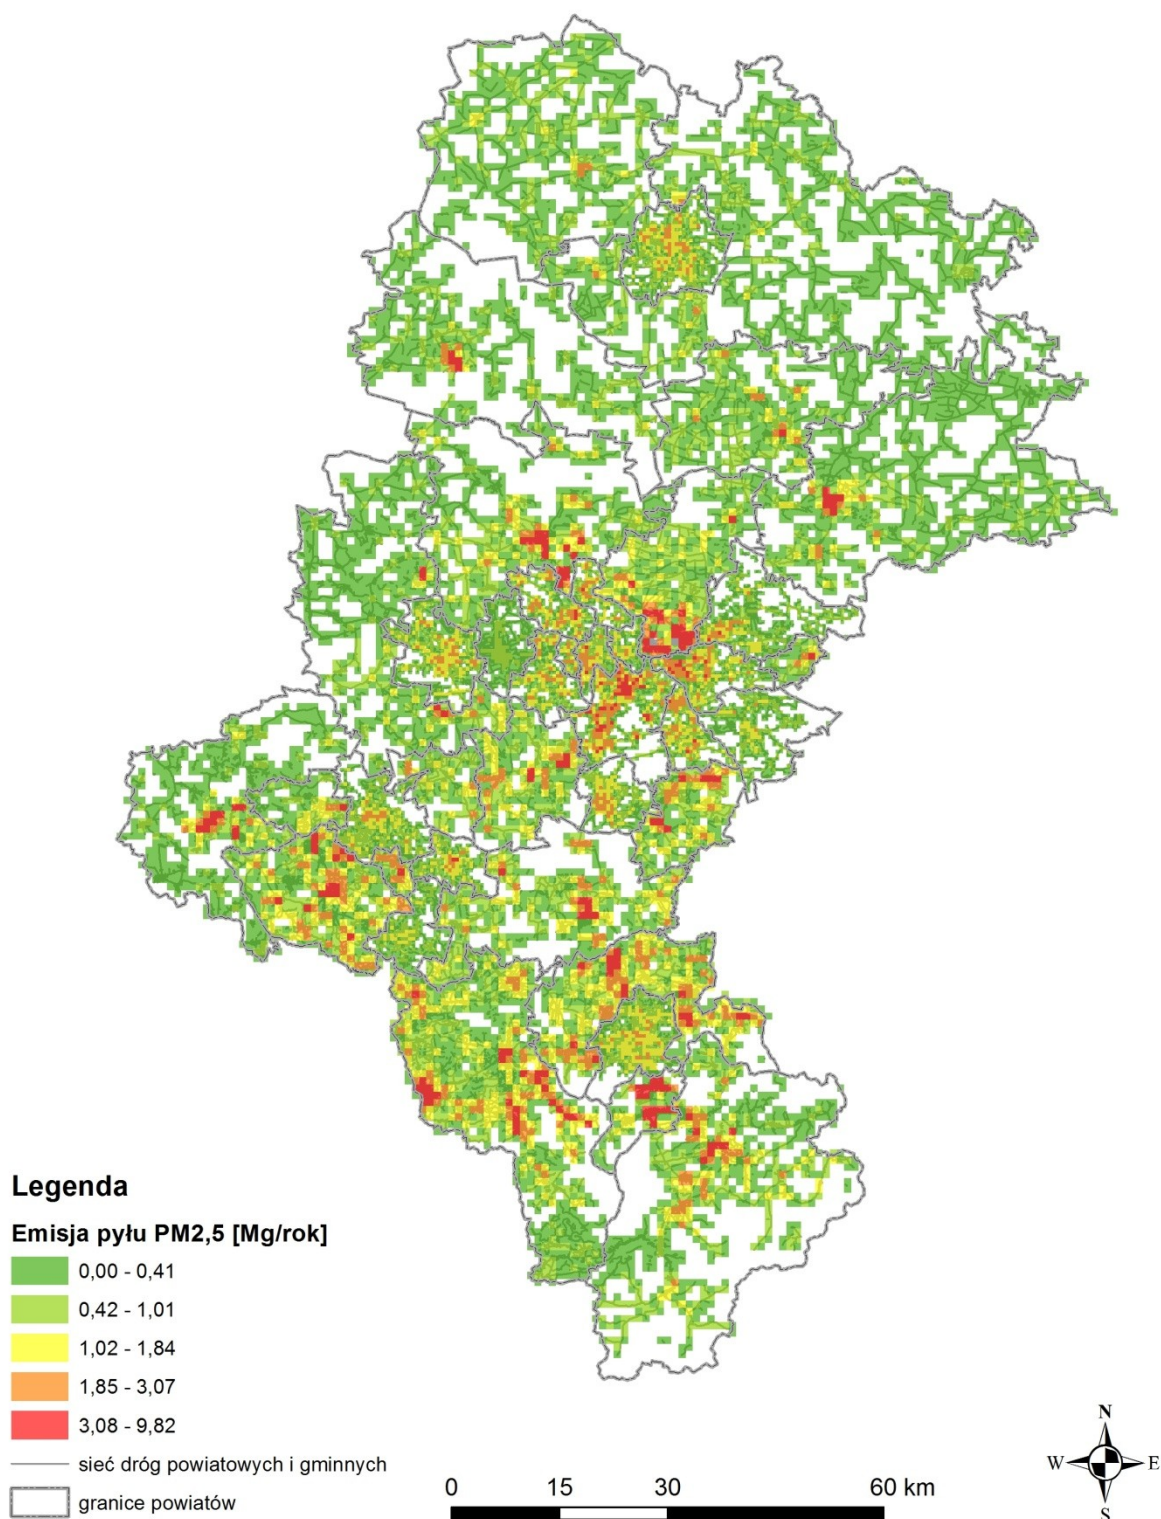 Legenda
Emisja pyłu PM2,5 [Mg/rok]
0,00 - 0,41
0,42 - 1,01
1,02 - 1,84
1,85 - 3,07
3,08 - 9,82
sieć dróg powiatowych i gminnych
granice powiatów
0 15 30 60 km
N
W E
S